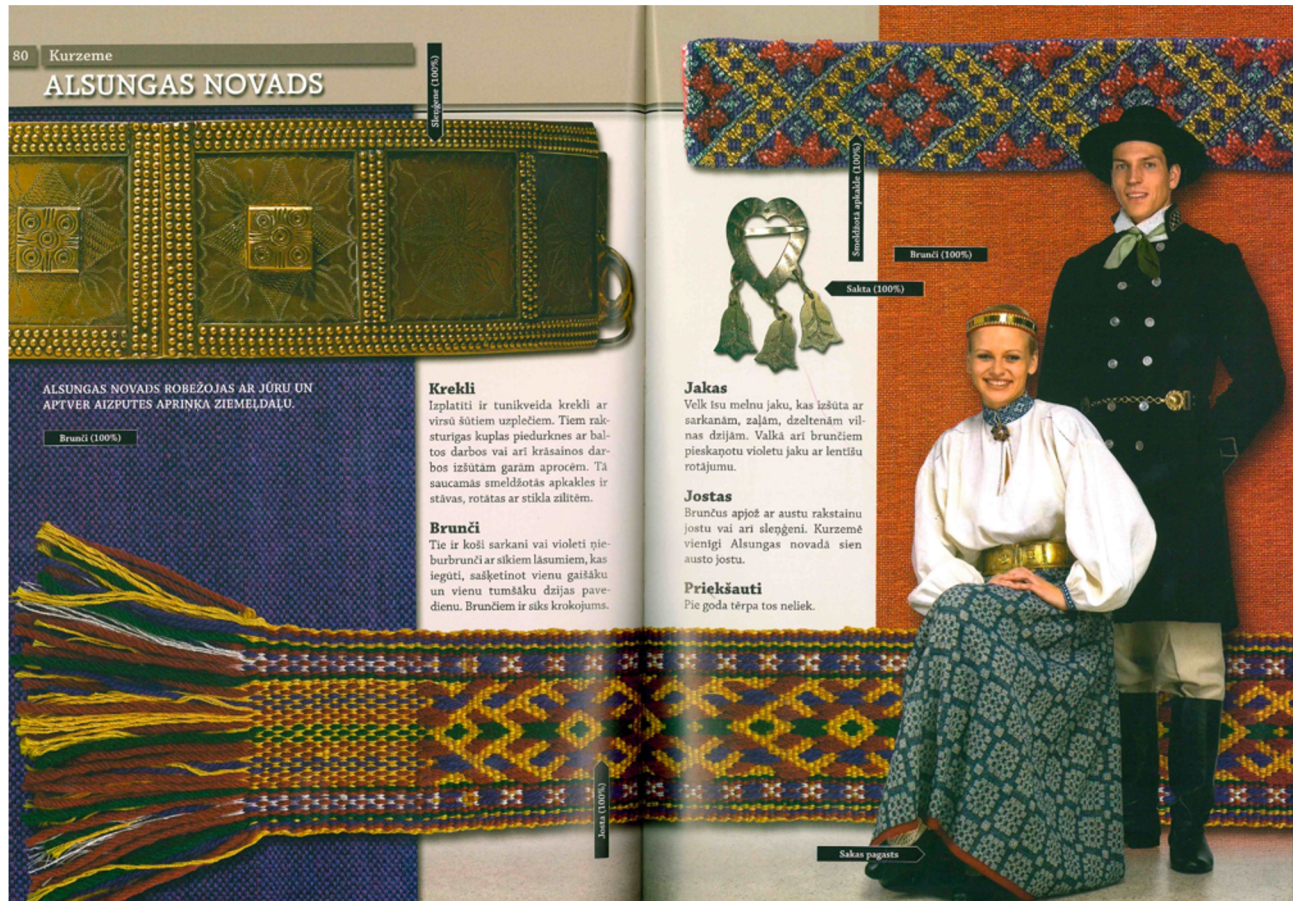 80 Kurzeme
ALSUNGAS NOVADS
Sleņģene (100%)
ALSUNGAS NOVADS ROBEŽOJAS AR JŪRU UN
APTVER AIZPUTES APRIŅĶA ZIEMEĻDAĻU.
Brunči (100%)
Krekli
Izplatīti ir tunikveida krekli ar
virsū šūtiem uzplečiem. Tiem rak-
sturīgas kuplas piedurknes ar bal-
tos darbos vai arī krāsainos dar-
bos izšūtām garām aprocēm. Tā
saucamās smeldžotās apkakles ir
stāvas, rotātas ar stikla zīlītēm.
Brunči
Tie ir koši sarkani vai violeti ņie-
burbrunči ar sīkiem lāsumiem, kas
iegūti, sašķetinot vienu gaišāku
un vienu tumšāku dzijas pave-
dienu. Brunčiem ir sīks krokojums.
Josta (100%)
Smeldžotā apkakle (100%)
Brunči (100%)
Sakta (100%)
Jakas
Velk īsu melnu jaku, kas izšūta ar
sarkanām, zaļām, dzeltenām vil-
nas dzijām. Valkā arī brunčiem
pieskaņotu violetu jaku ar lentīšu
rotājumu.
Jostas
Brunčus apjož ar austu rakstainu
jostu vai arī sleņģeni. Kurzemē
vienīgi Alsungas novadā sien
austo jostu.
Priekšauti
Pie goda tērpa tos neliek.
Sakas pagasts